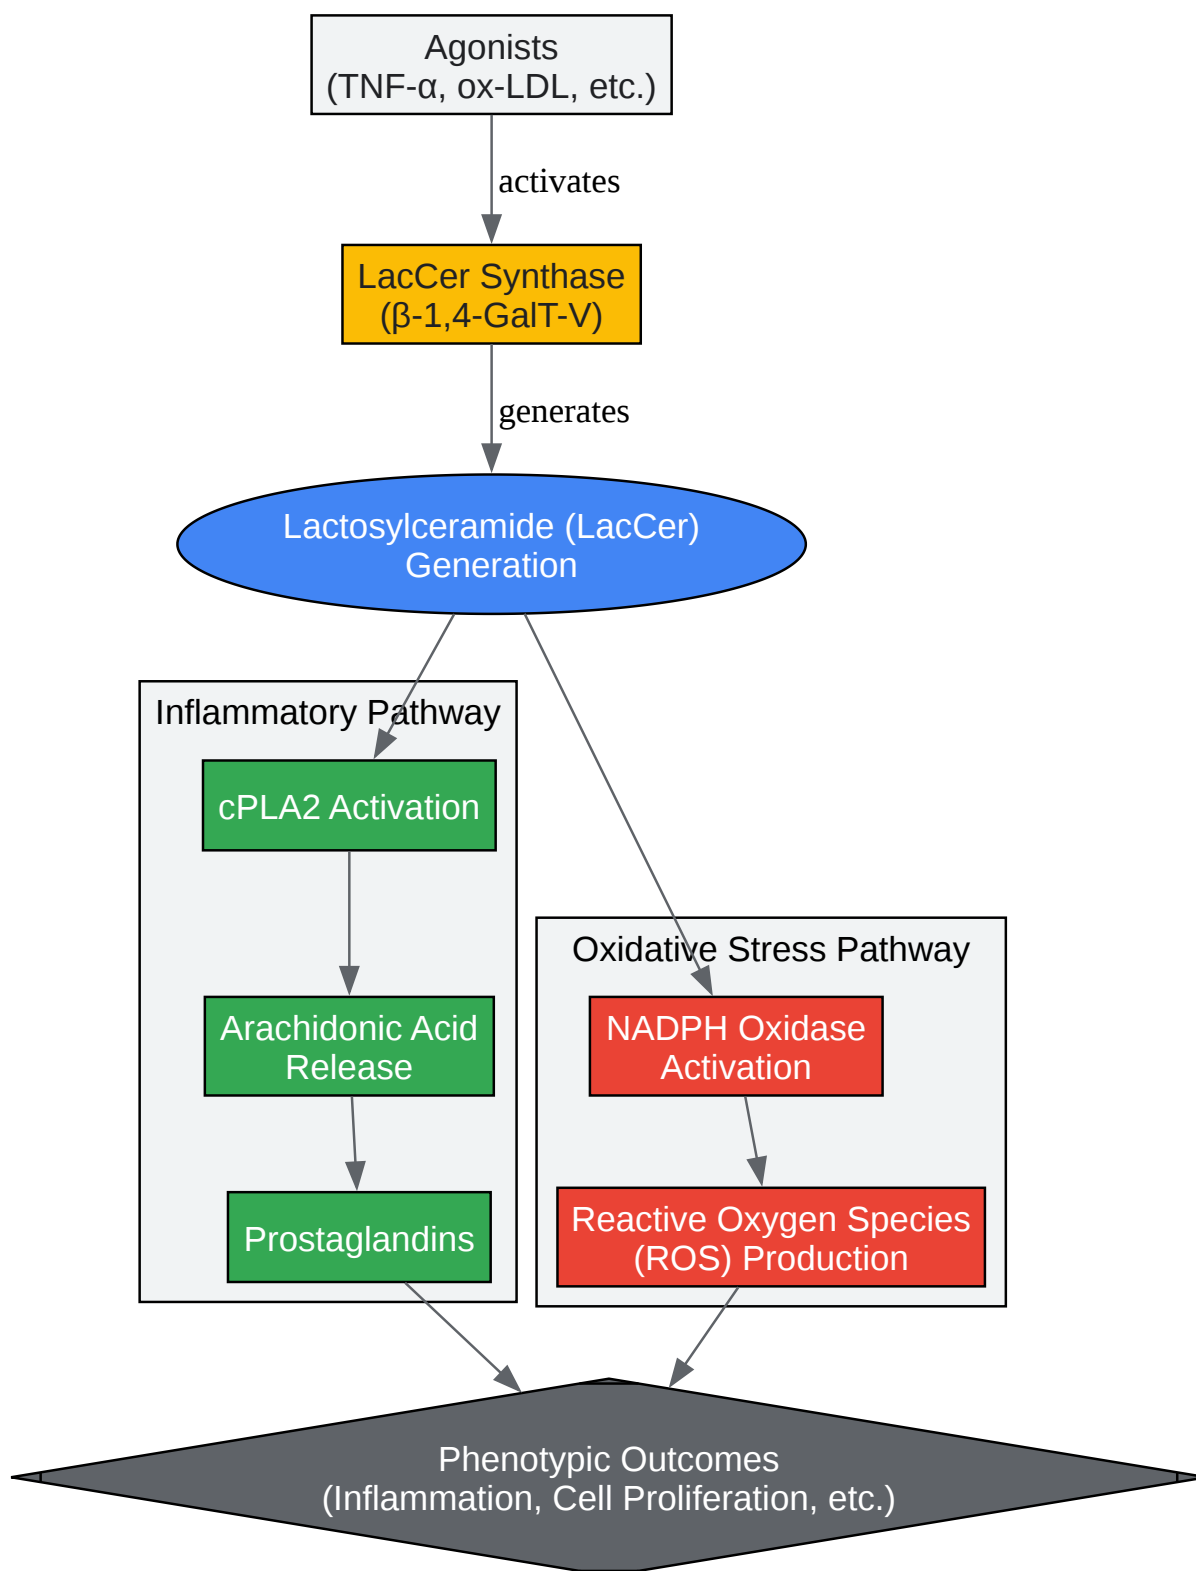 Agonists
(TNF-α, ox-LDL, etc.)
activates
LacCer Synthase
(β-1,4-GalT-V)
generates
Lactosylceramide (LacCer)
Generation
Inflammatory Pathway
cPLA2 Activation
Oxidative Stress Pathway
Arachidonic Acid
Release
NADPH Oxidase
Activation
Prostaglandins
Reactive Oxygen Species
(ROS) Production
Phenotypic Outcomes
(Inflammation, Cell Proliferation, etc.)